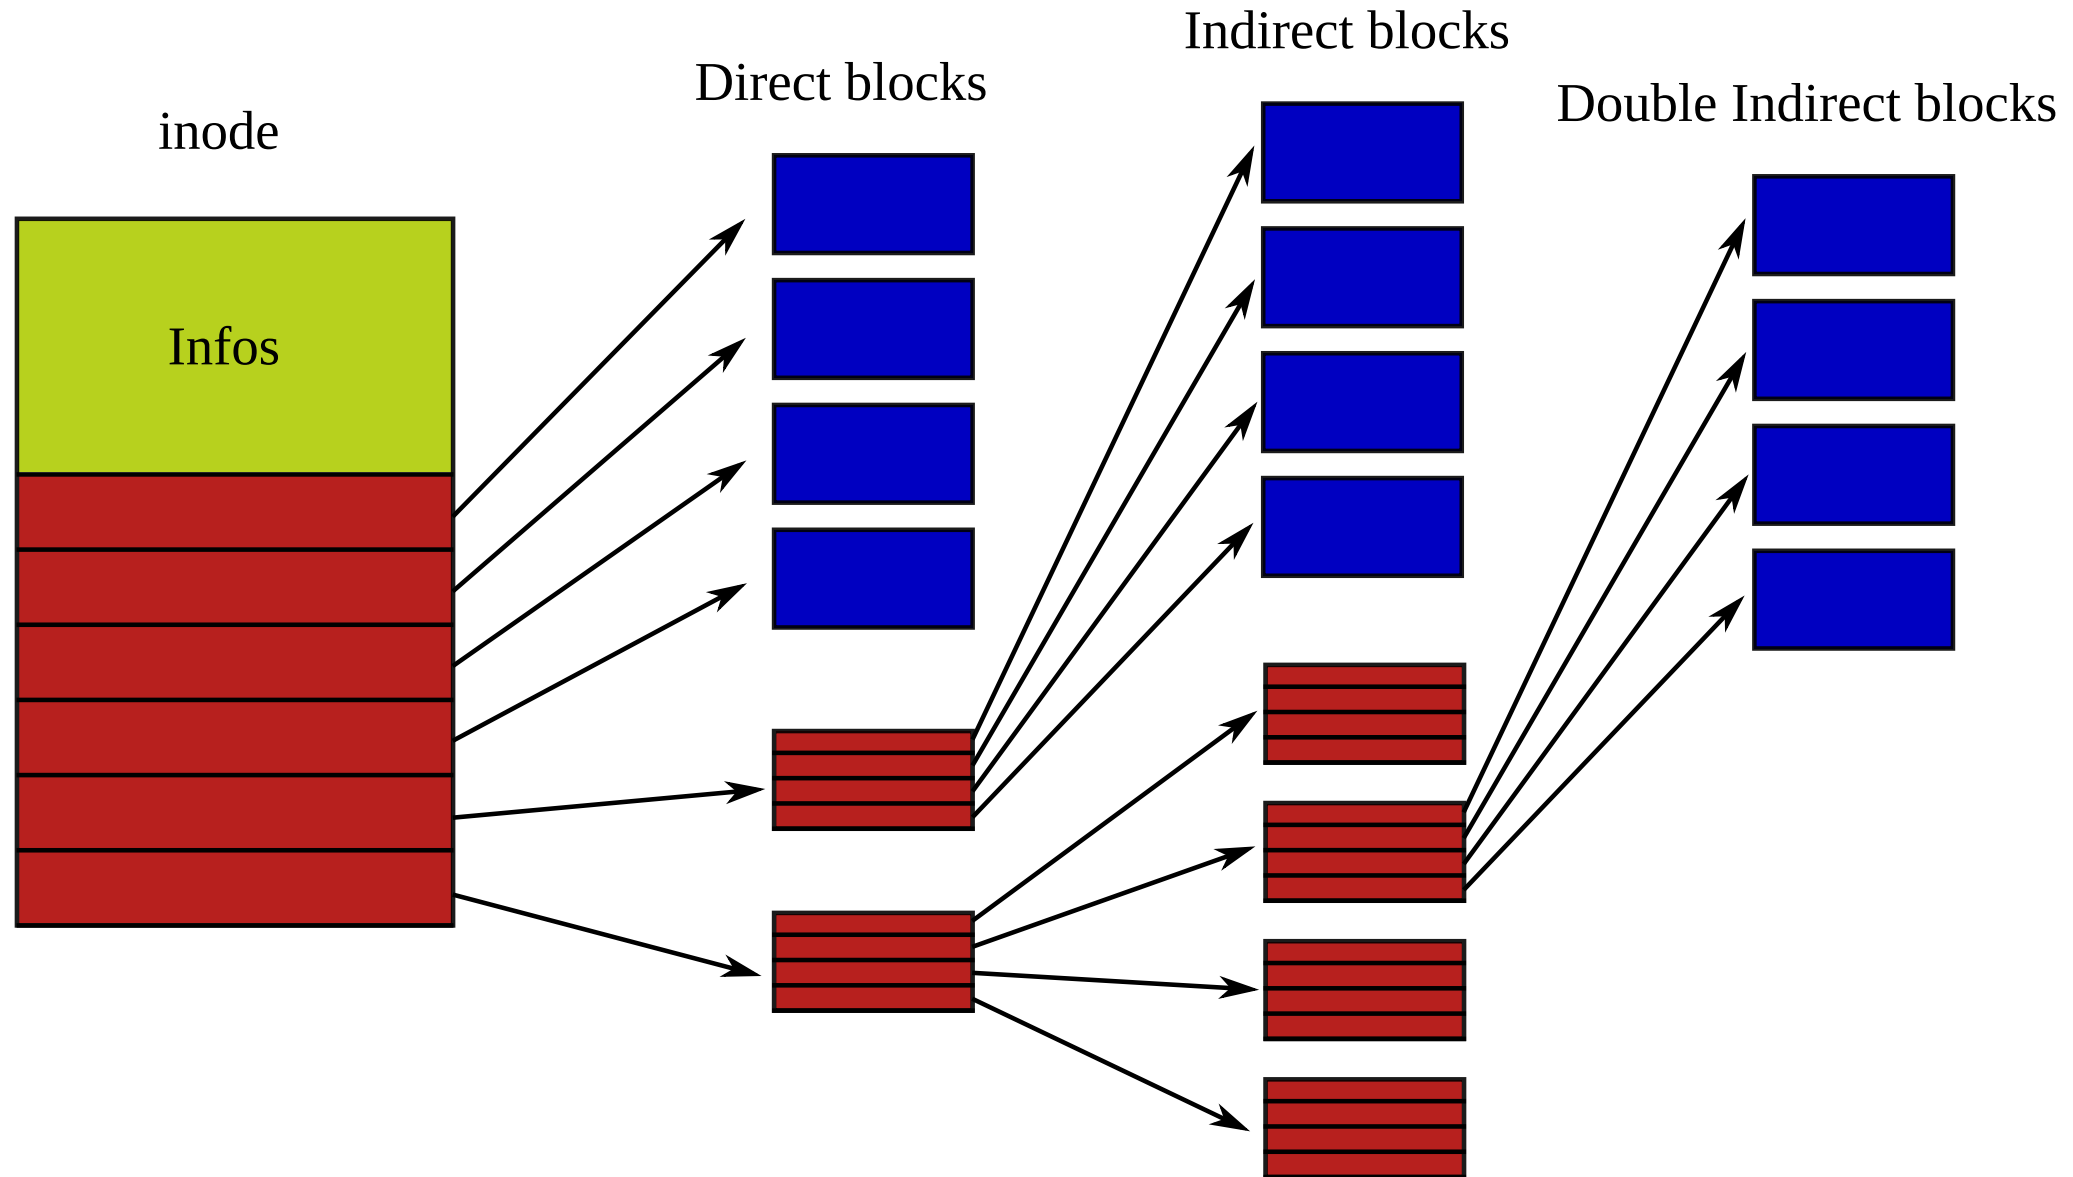 inode
Infos
Direct blocks
Indirect blocks
Double Indirect blocks